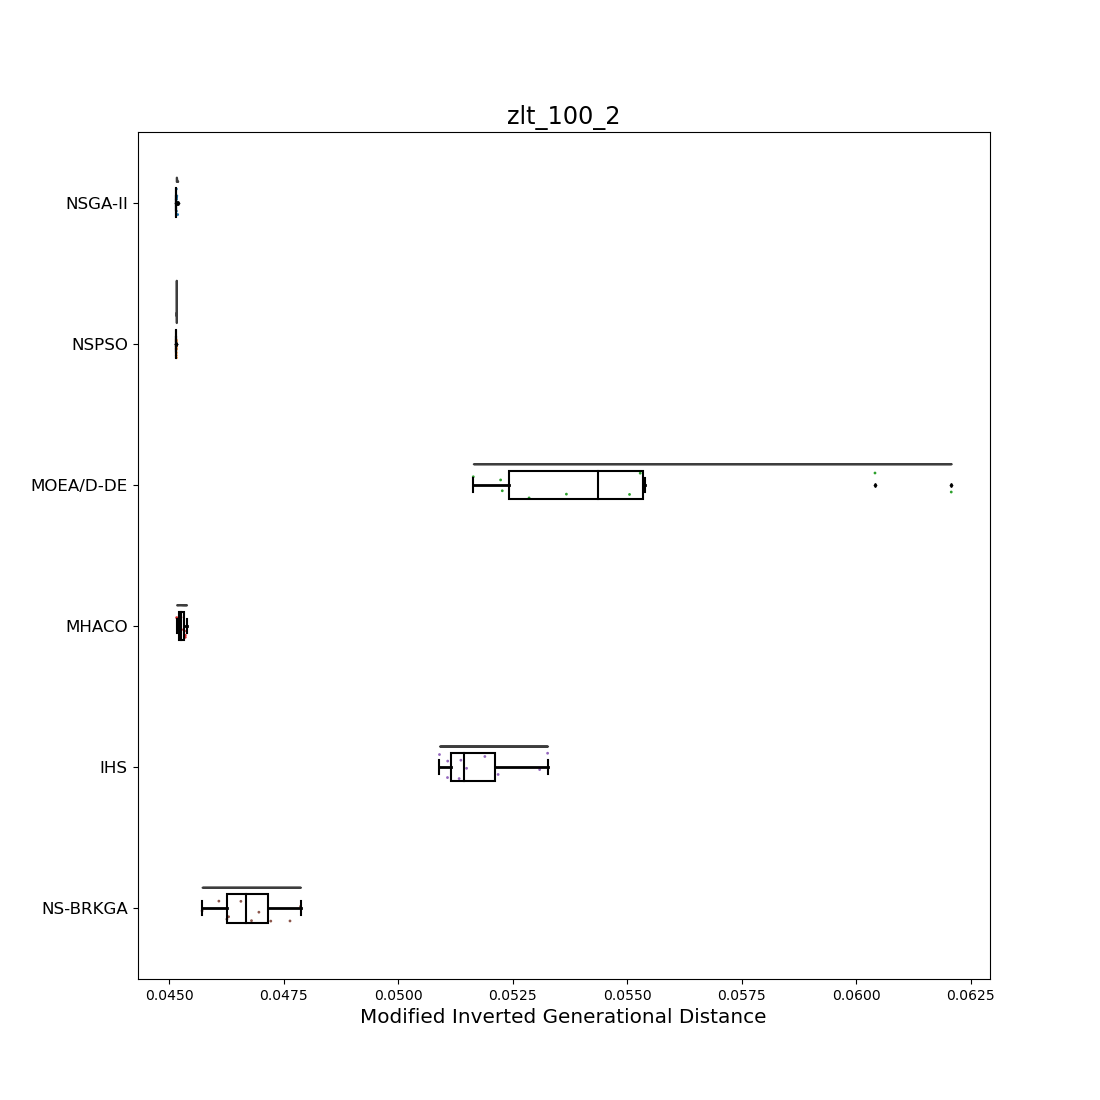 zlt_100_2
NSGA-II
NSPSO
MOEA/D-DE
MHACO
IHS
NS-BRKGA
0.0450 0.0475 0.0500 0.0525 0.0550 0.0575 0.0600 0.0625
Modified Inverted Generational Distance